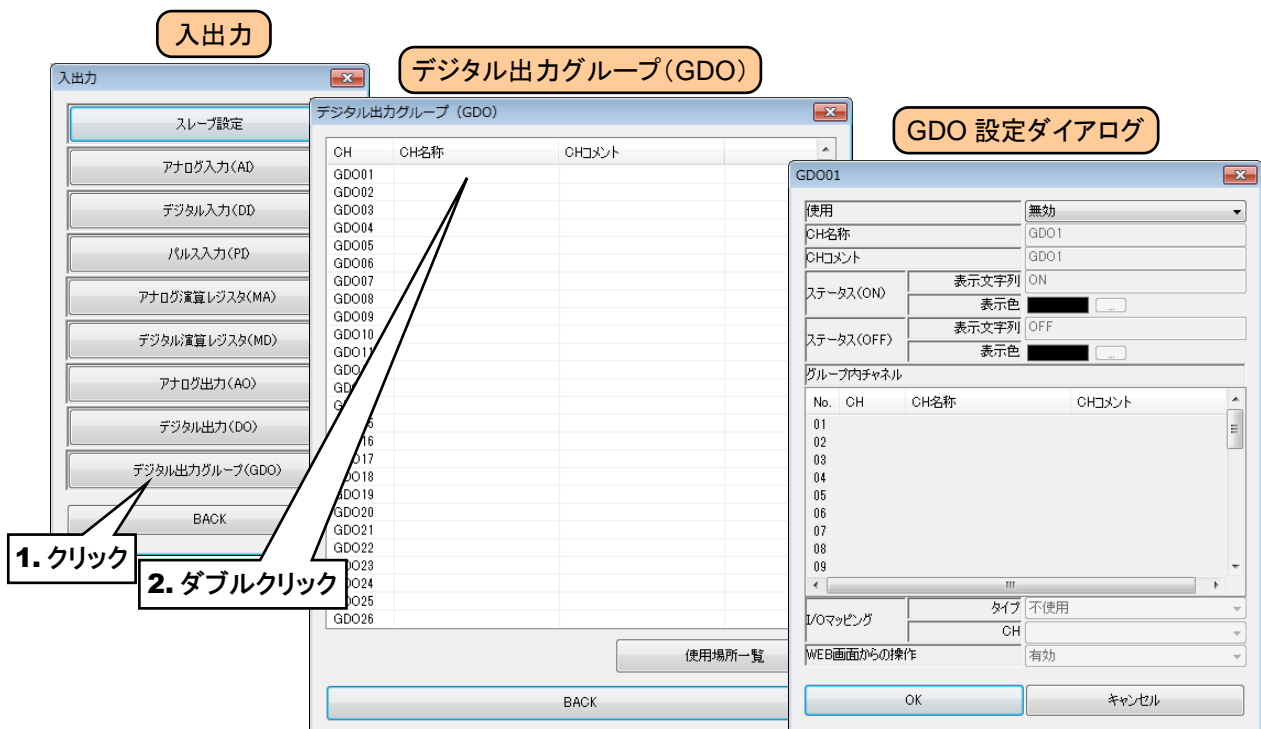 入出力
デジタル出力グループ(GDO)
GDO 設定ダイアログ
入出力
スレーブ設定
アナログ入力(AI)
デジタル入力(DI)
パルス入力(PI)
アナログ演算レジスタ(MA)
デジタル演算レジスタ(MD)
アナログ出力(AO)
デジタル出力(DO)
デジタル出力グループ(GDO)
BACK
1. クリック
デジタル出力グループ (GDO)
CH CH名称 CHコメント
GDO01
GDO02
GDO03
GDO04
GDO05
GDO06
GDO07
GDO08
GDO09
GDO10
GDO11
GDO18
GDO19
GDO20
GDO21
GDO22
GDO26
2. ダブルクリック
使用場所一覧
BACK
GDO01
使用 無効
CH名称 GDO1
CHコメント GDO1
ステータス(ON) 表示文字列 ON
表示色 ...
ステータス(OFF) 表示文字列 OFF
表示色 ...
グループ内チャネル
No. CH CH名称 CHコメント
01
02
03
04
05
06
07
08
09
I/Oマッピング タイプ 不使用
CH
WEB画面からの操作 有効
OK キャンセル